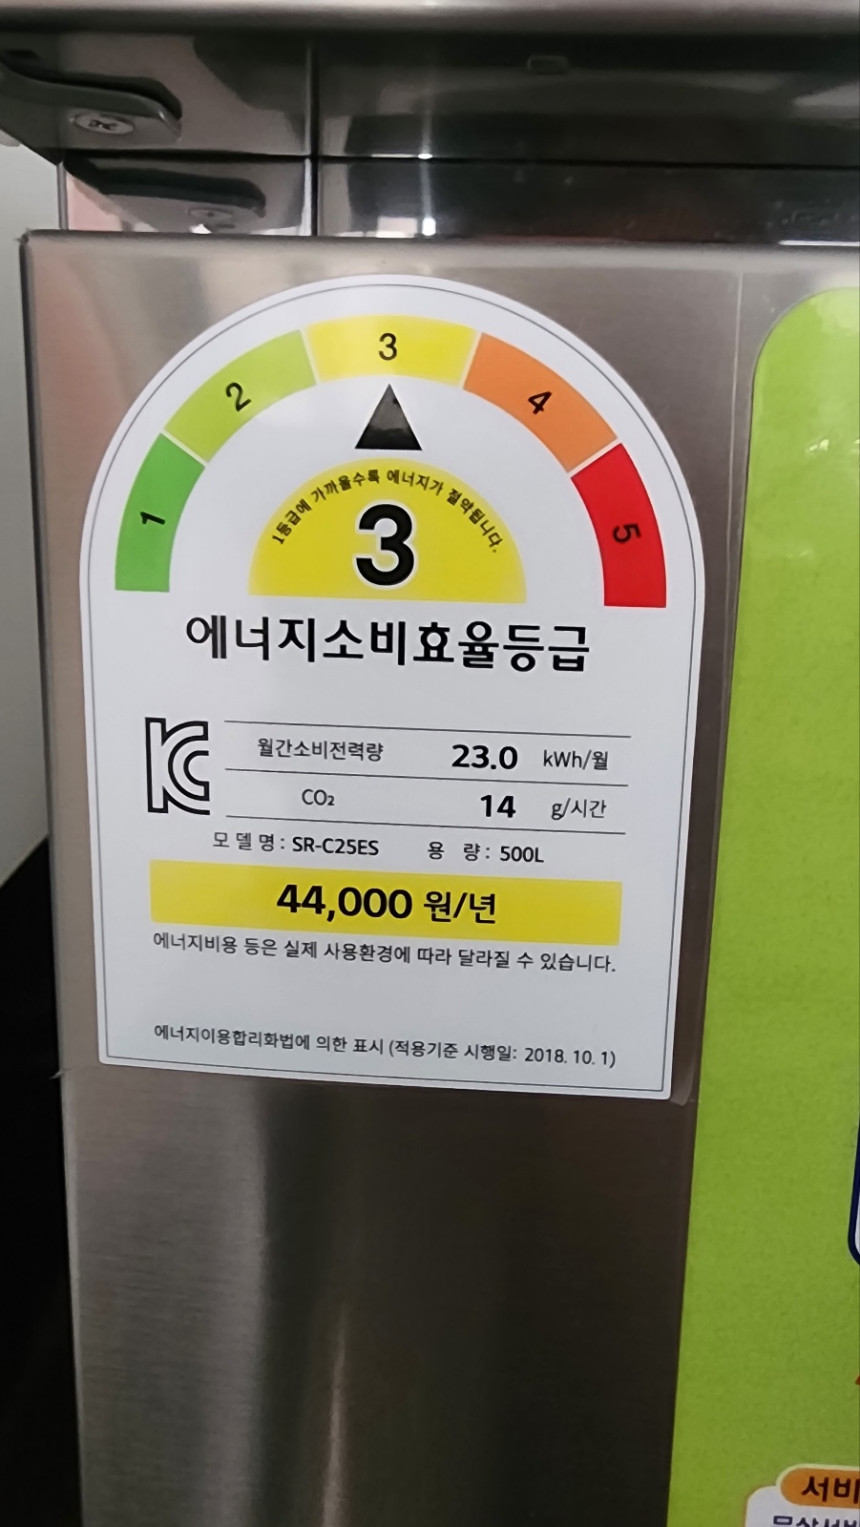 1
2
3
4
5
1등급에 가까울수록 에너지가 절약됩니다.
3
에너지소비효율등급
월간소비전력량 23.0 kWh/월
CO₂ 14 g/시간
모 델 명 : SR-C25ES 용 량 : 500L
44,000 원/년
에너지비용 등은 실제 사용환경에 따라 달라질 수 있습니다.
에너지이용합리화법에 의한 표시 (적용기준 시행일: 2018. 10. 1)
서비